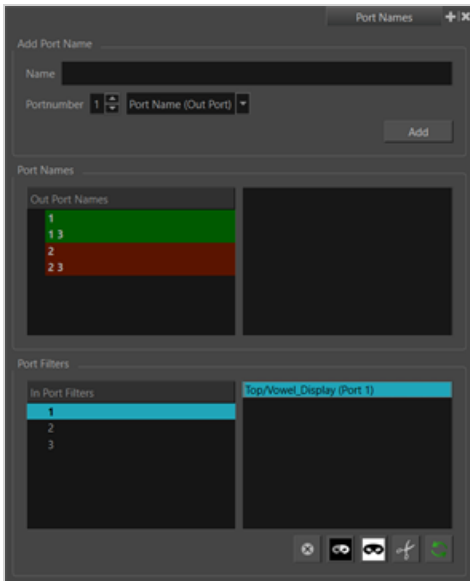 Port Names
Add Port Name
Name
Portnumber 1 Port Name (Out Port)
Add
Port Names
Out Port Names
1
1 3
2
2 3
Port Filters
In Port Filters
Top/Vowel_Display (Port 1)
1
2
3